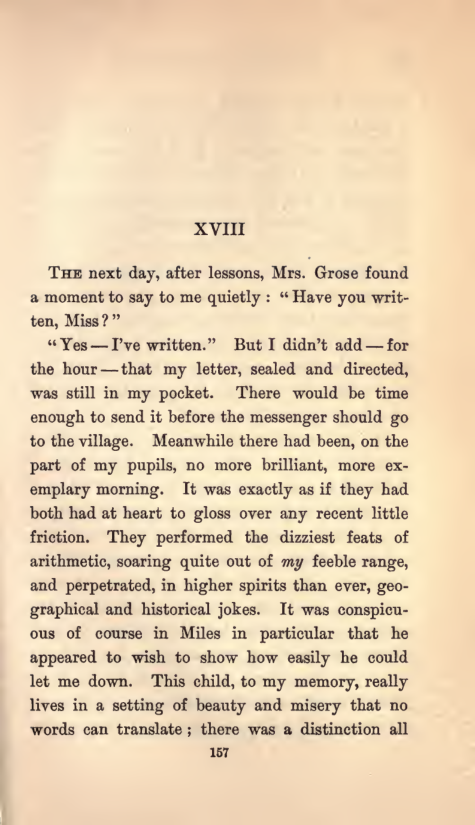 XVIII
THE next day, after lessons, Mrs. Grose found
a moment to say to me quietly : “Have you writ-
ten, Miss?”
“Yes — I've written.” But I didn't add — for
the hour — that my letter, sealed and directed,
was still in my pocket. There would be time
enough to send it before the messenger should go
to the village. Meanwhile there had been, on the
part of my pupils, no more brilliant, more ex-
emplary morning. It was exactly as if they had
both had at heart to gloss over any recent little
friction. They performed the dizziest feats of
arithmetic, soaring quite out of my feeble range,
and perpetrated, in higher spirits than ever, geo-
graphical and historical jokes. It was conspicu-
ous of course in Miles in particular that he
appeared to wish to show how easily he could
let me down. This child, to my memory, really
lives in a setting of beauty and misery that no
words can translate ; there was a distinction all
157